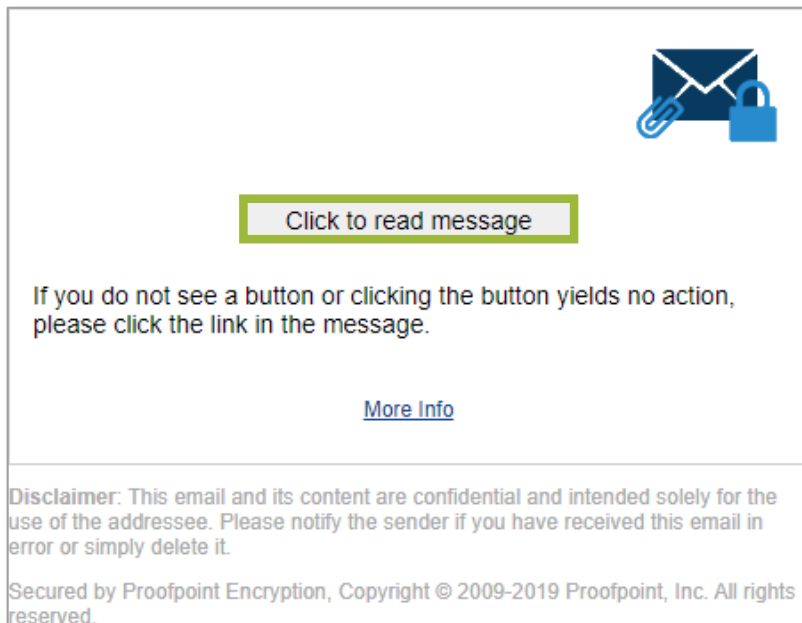 Click to read message
If you do not see a button or clicking the button yields no action,
please click the link in the message.
More Info
Disclaimer: This email and its content are confidential and intended solely for the
use of the addressee. Please notify the sender if you have received this email in
error or simply delete it.
Secured by Proofpoint Encryption, Copyright © 2009-2019 Proofpoint, Inc. All rights
reserved.